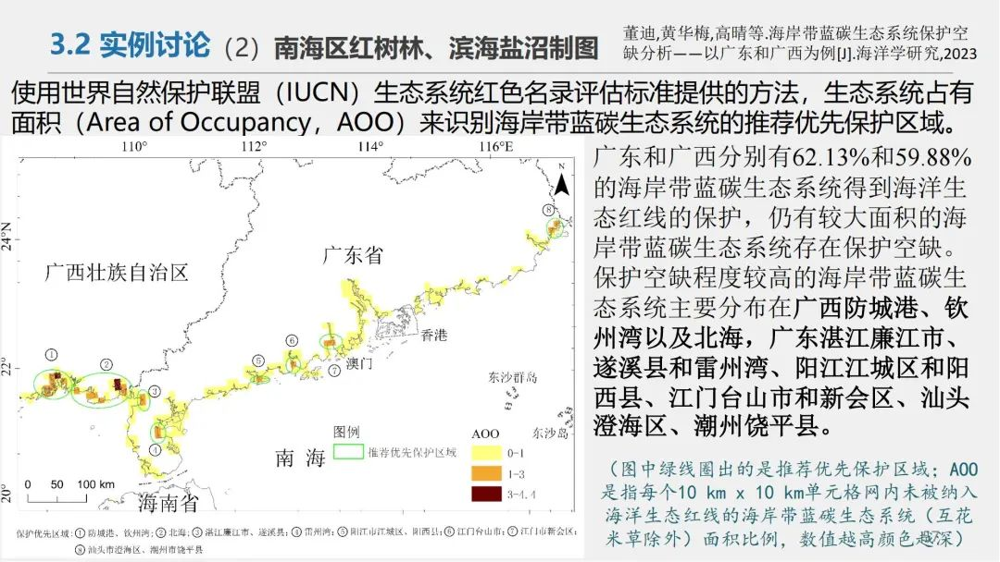 3.2 实例讨论（2）南海区红树林、滨海盐沼制图
董迪,黄华梅,高晴等.海岸带蓝碳生态系统保护空
缺分析——以广东和广西为例[J].海洋学研究,2023
使用世界自然保护联盟（IUCN）生态系统红色名录评估标准提供的方法，生态系统占有
面积（Area of Occupancy，AOO）来识别海岸带蓝碳生态系统的推荐优先保护区域。
110° 112° 114° 116°E
N
24°N
22°
20°
广西壮族自治区
广东省
香港
澳门
东沙群岛
东沙岛
南 海
海南省
① ② ③ ④ ⑤ ⑥ ⑦ ⑧
0 50 100 km
图例
推荐优先保护区域
AOO
0-1
1-3
3-4.4
保护优先区域:①防城港、钦州湾;②北海;③湛江廉江市、遂溪县;④雷州湾;⑤阳江市江城区、阳西县;⑥江门台山市;⑦江门市新会区;
⑧汕头市澄海区、潮州市饶平县
广东和广西分别有62.13%和59.88%
的海岸带蓝碳生态系统得到海洋生
态红线的保护，仍有较大面积的海
岸带蓝碳生态系统存在保护空缺。
保护空缺程度较高的海岸带蓝碳生
态系统主要分布在广西防城港、钦
州湾以及北海，广东湛江廉江市、
遂溪县和雷州湾、阳江江城区和阳
西县、江门台山市和新会区、汕头
澄海区、潮州饶平县。
（图中绿线圈出的是推荐优先保护区域；AOO
是指每个10 km x 10 km单元格网内未被纳入
海洋生态红线的海岸带蓝碳生态系统（互花
米草除外）面积比例，数值越高颜色越深）